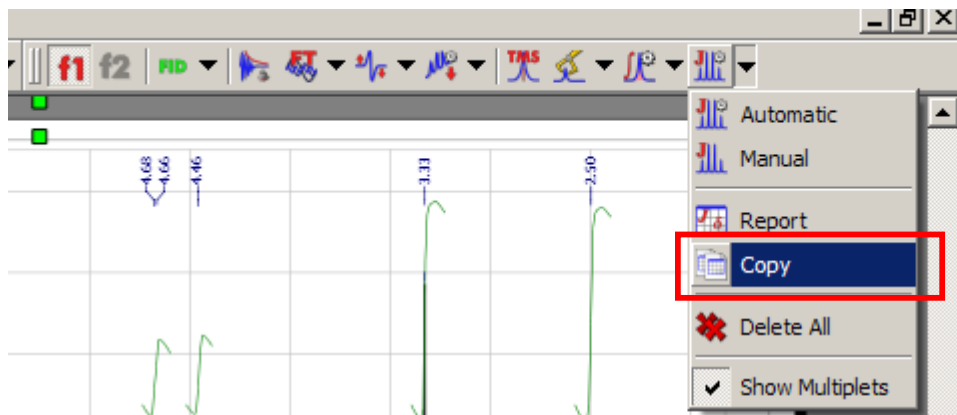 f1 f2 FID FT TMS J
J Automatic
J Manual
4.68
4.66
4.46
3.33
2.50
J Report
Copy
Delete All
Show Multiplets